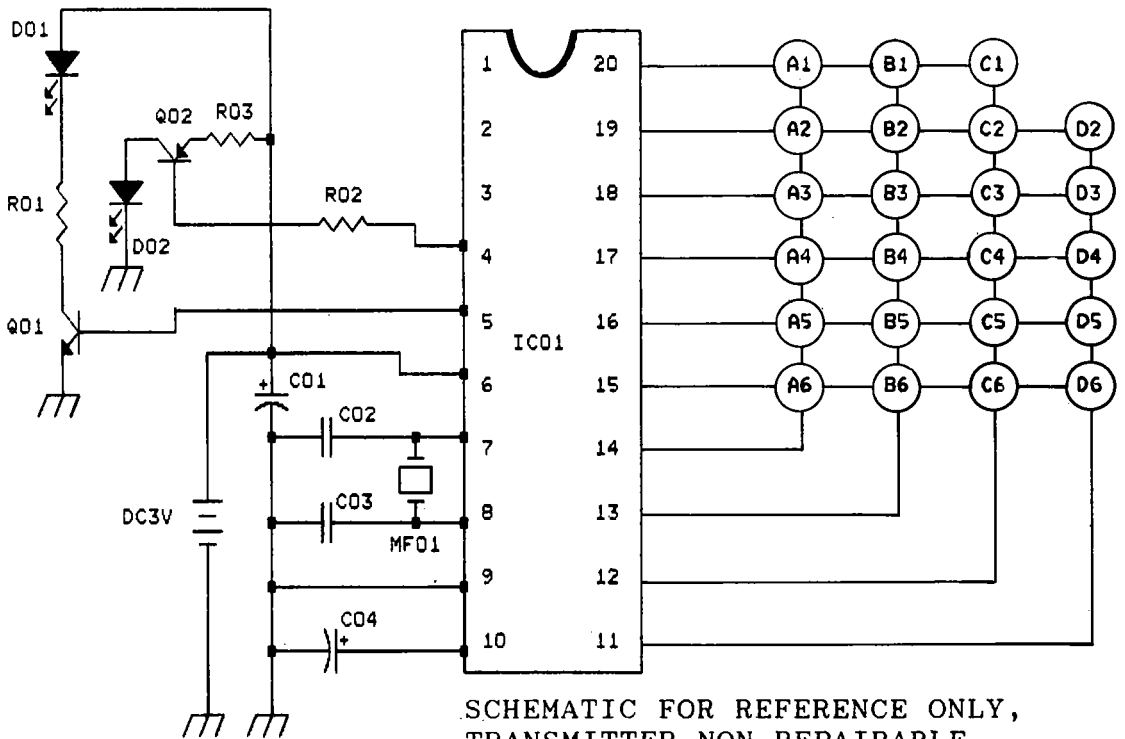 D01
Q02
R03
R01
D02
R02
Q01
C01
C02
C03
MF01
DC3V
C04
IC01
1
2
3
4
5
6
7
8
9
10
20
19
18
17
16
15
14
13
12
11
A1 B1 C1
A2 B2 C2 D2
A3 B3 C3 D3
A4 B4 C4 D4
A5 B5 C5 D5
A6 B6 C6 D6
+
+
SCHEMATIC FOR REFERENCE ONLY,
TRANSMITTER NON REPAIRABLE